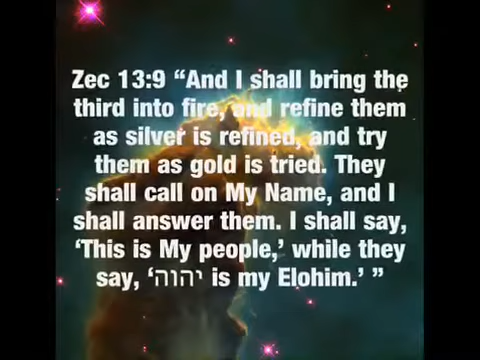 Zec 13:9 “And I shall bring the
third into fire, and refine them
as silver is refined, and try
them as gold is tried. They
shall call on My Name, and I
shall answer them. I shall say,
‘This is My people,’ while they
say, ‘יהוה is my Elohim.’ ”